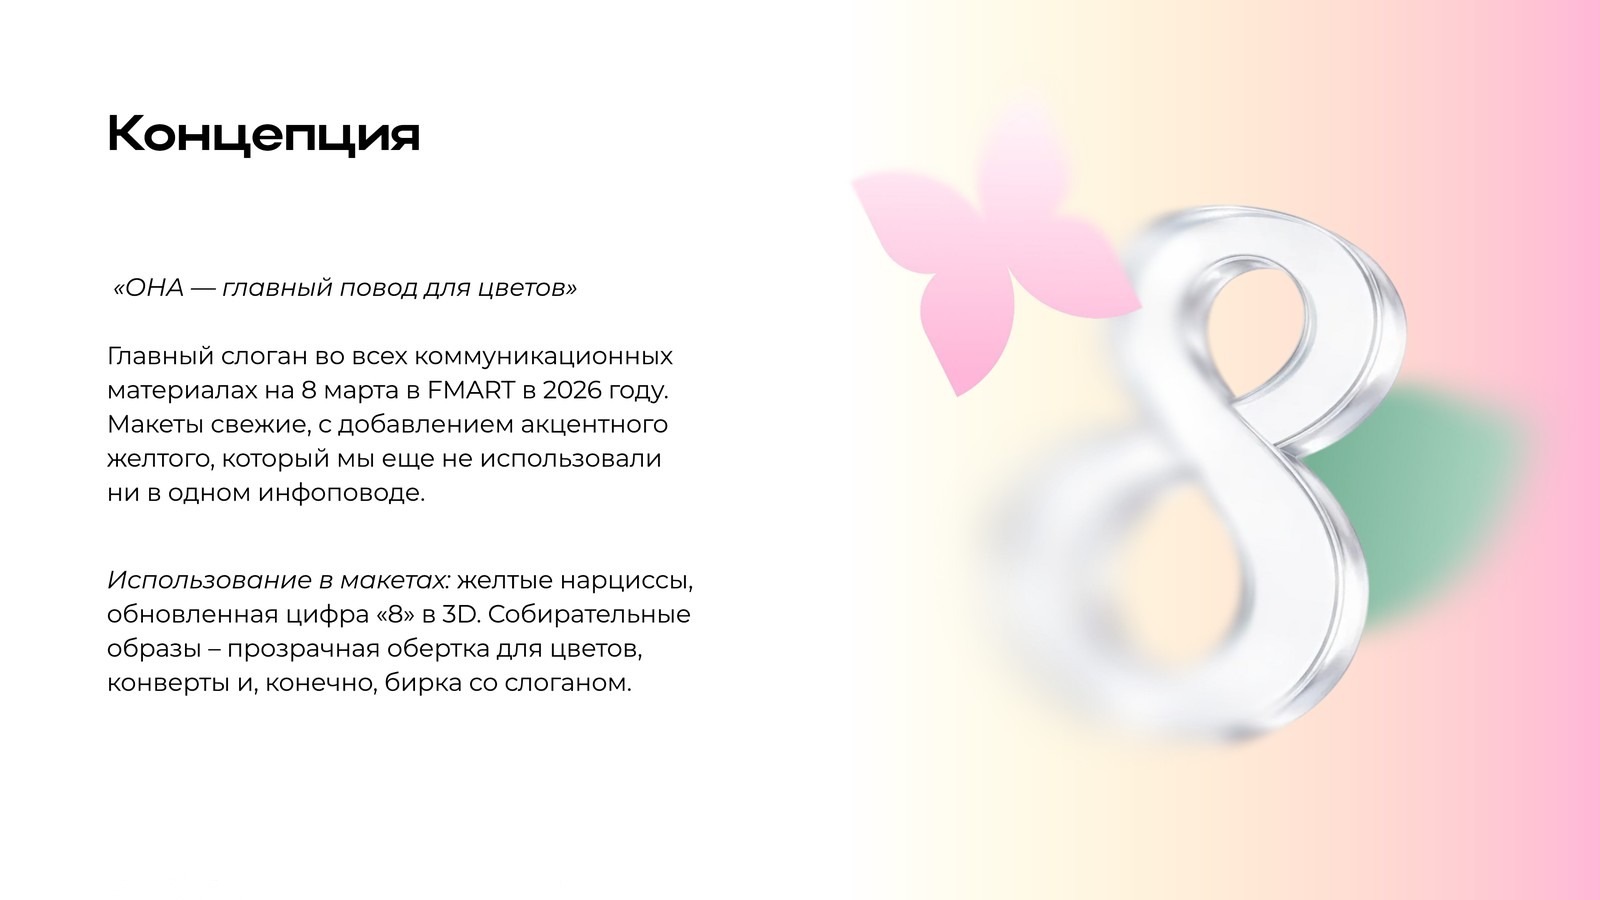 Концепция
«ОНА — главный повод для цветов»
Главный слоган во всех коммуникационных
материалах на 8 марта в FMART в 2026 году.
Макеты свежие, с добавлением акцентного
желтого, который мы еще не использовали
ни в одном инфоповоде.
Использование в макетах: желтые нарциссы,
обновленная цифра «8» в 3D. Собирательные
образы – прозрачная обертка для цветов,
конверты и, конечно, бирка со слоганом.
8